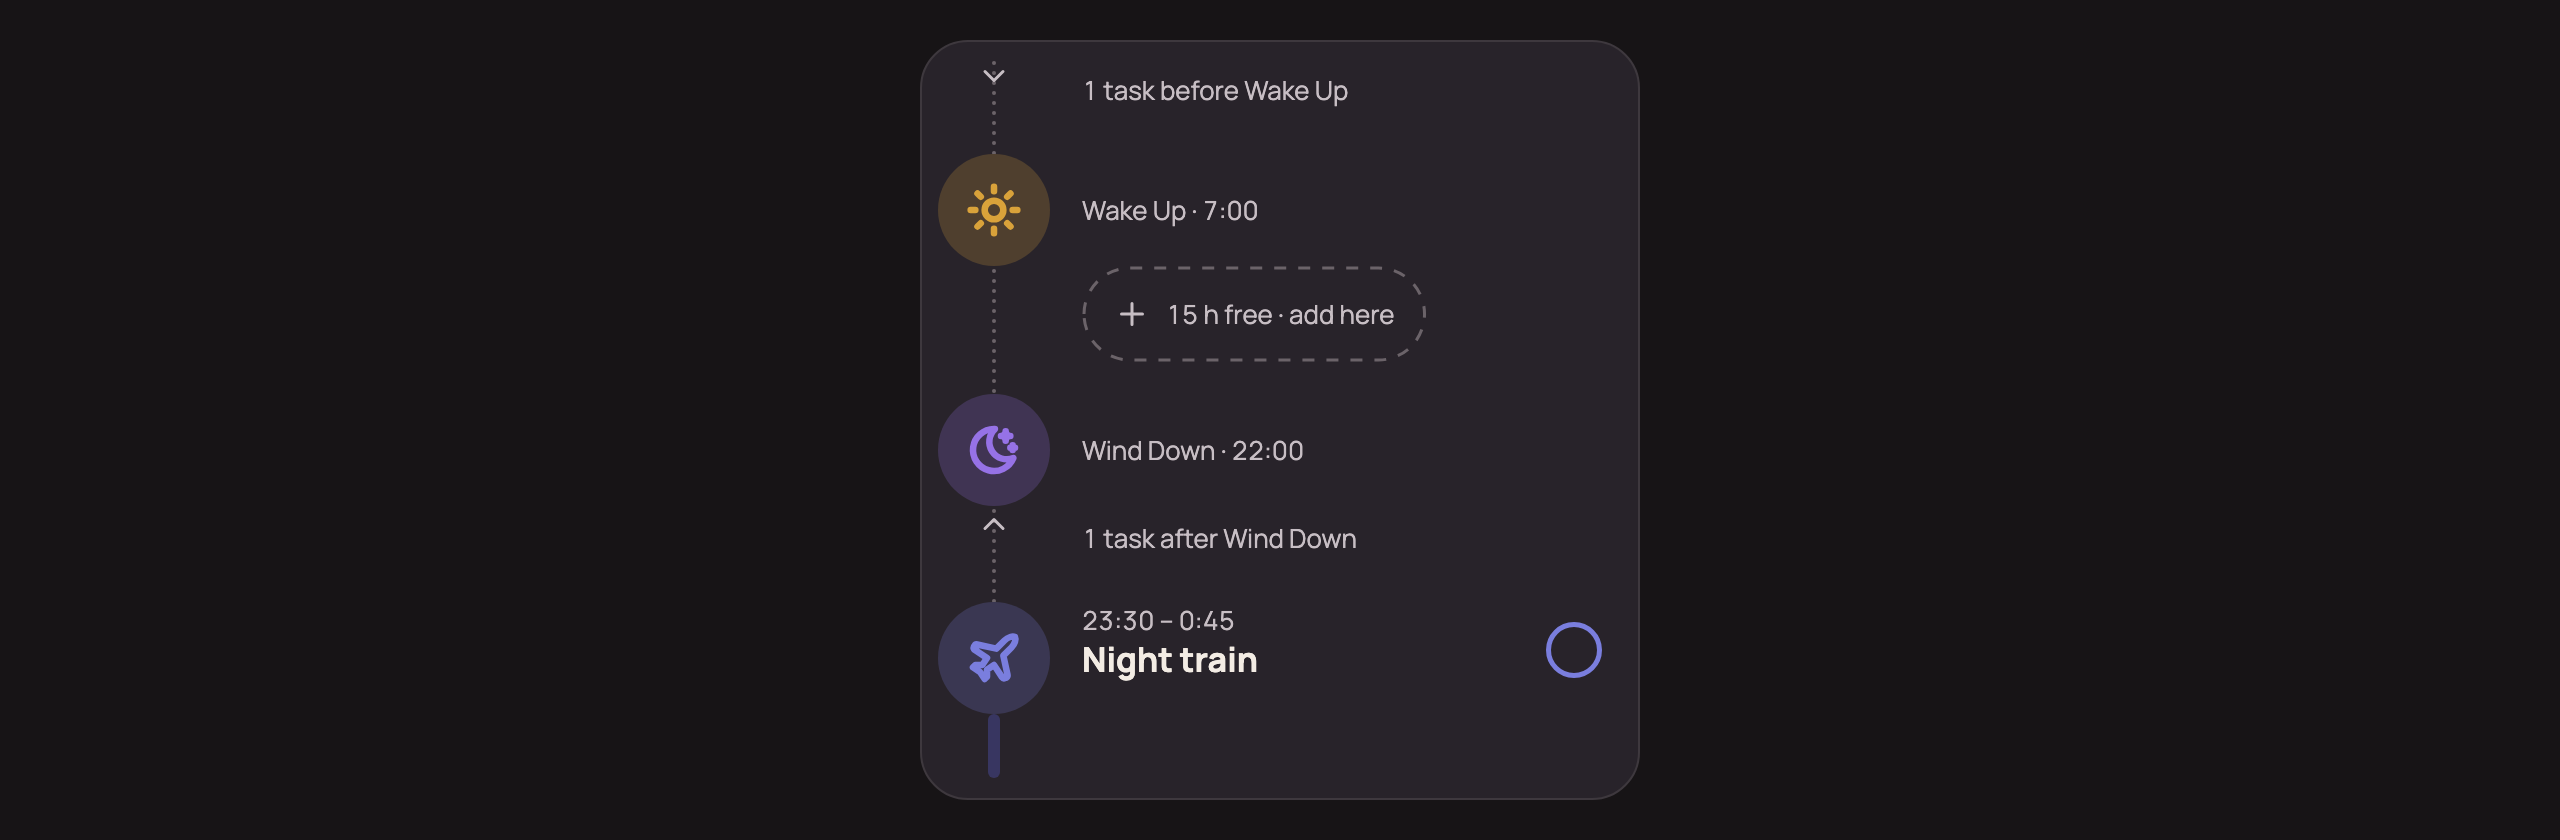 1 task before Wake Up
Wake Up · 7:00
15 h free · add here
Wind Down · 22:00
1 task after Wind Down
23:30 – 0:45
Night train